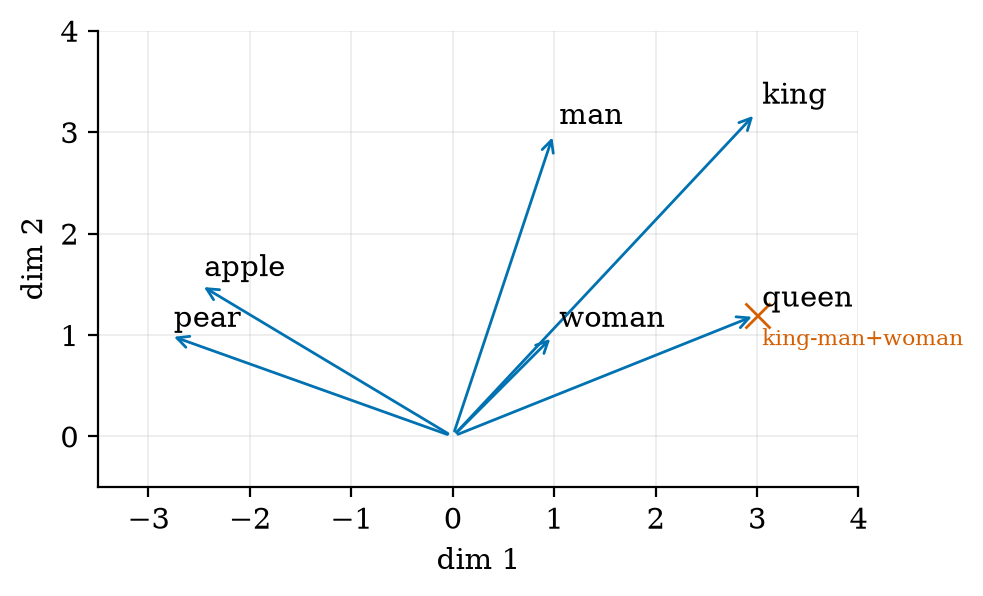 4
3
2
1
0
dim 2
man
king
apple
pear
woman
queen
king-man+woman
−3
−2
−1
0
1
2
3
4
dim 1